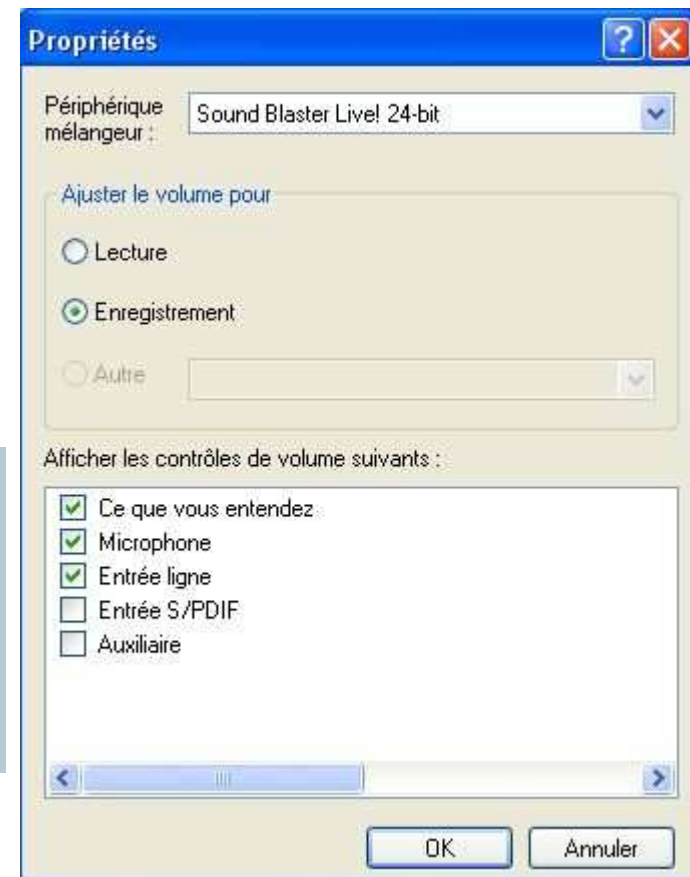 Propriétés
Périphérique
mélangeur :
Sound Blaster Live! 24-bit
Ajuster le volume pour
Lecture
Enregistrement
Autre
Afficher les contrôles de volume suivants :
Ce que vous entendez
Microphone
Entrée ligne
Entrée S/PDIF
Auxiliaire
OK
Annuler